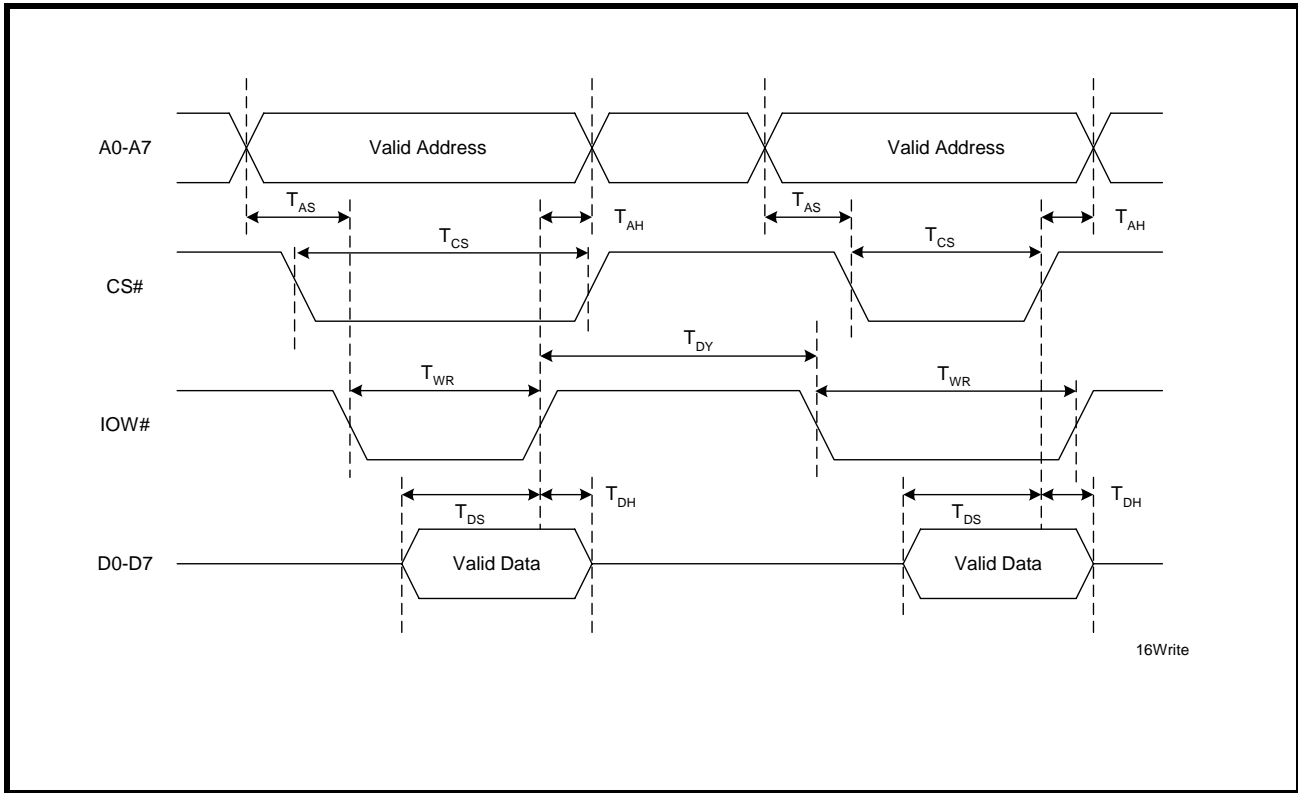 A0-A7
Valid Address
Valid Address
TAS
TAH
TAS
TAH
CS#
TCS
TCS
TDY
IOW#
TWR
TWR
TDS
TDH
TDS
TDH
D0-D7
Valid Data
Valid Data
16Write